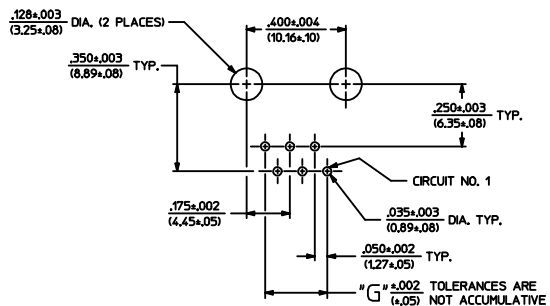 .128±.003
(3.25±.08) DIA. (2 PLACES)
.400±.004
(10.16±.10)
.350±.003
(8.89±.08) TYP.
.250±.003
(6.35±.08) TYP.
CIRCUIT NO. 1
.175±.002
(4.45±.05)
.035±.003
(0.89±.08) DIA. TYP.
.050±.002
(1.27±.05) TYP.
"G" ±.002
(±.05) TOLERANCES ARE
NOT ACCUMULATIVE